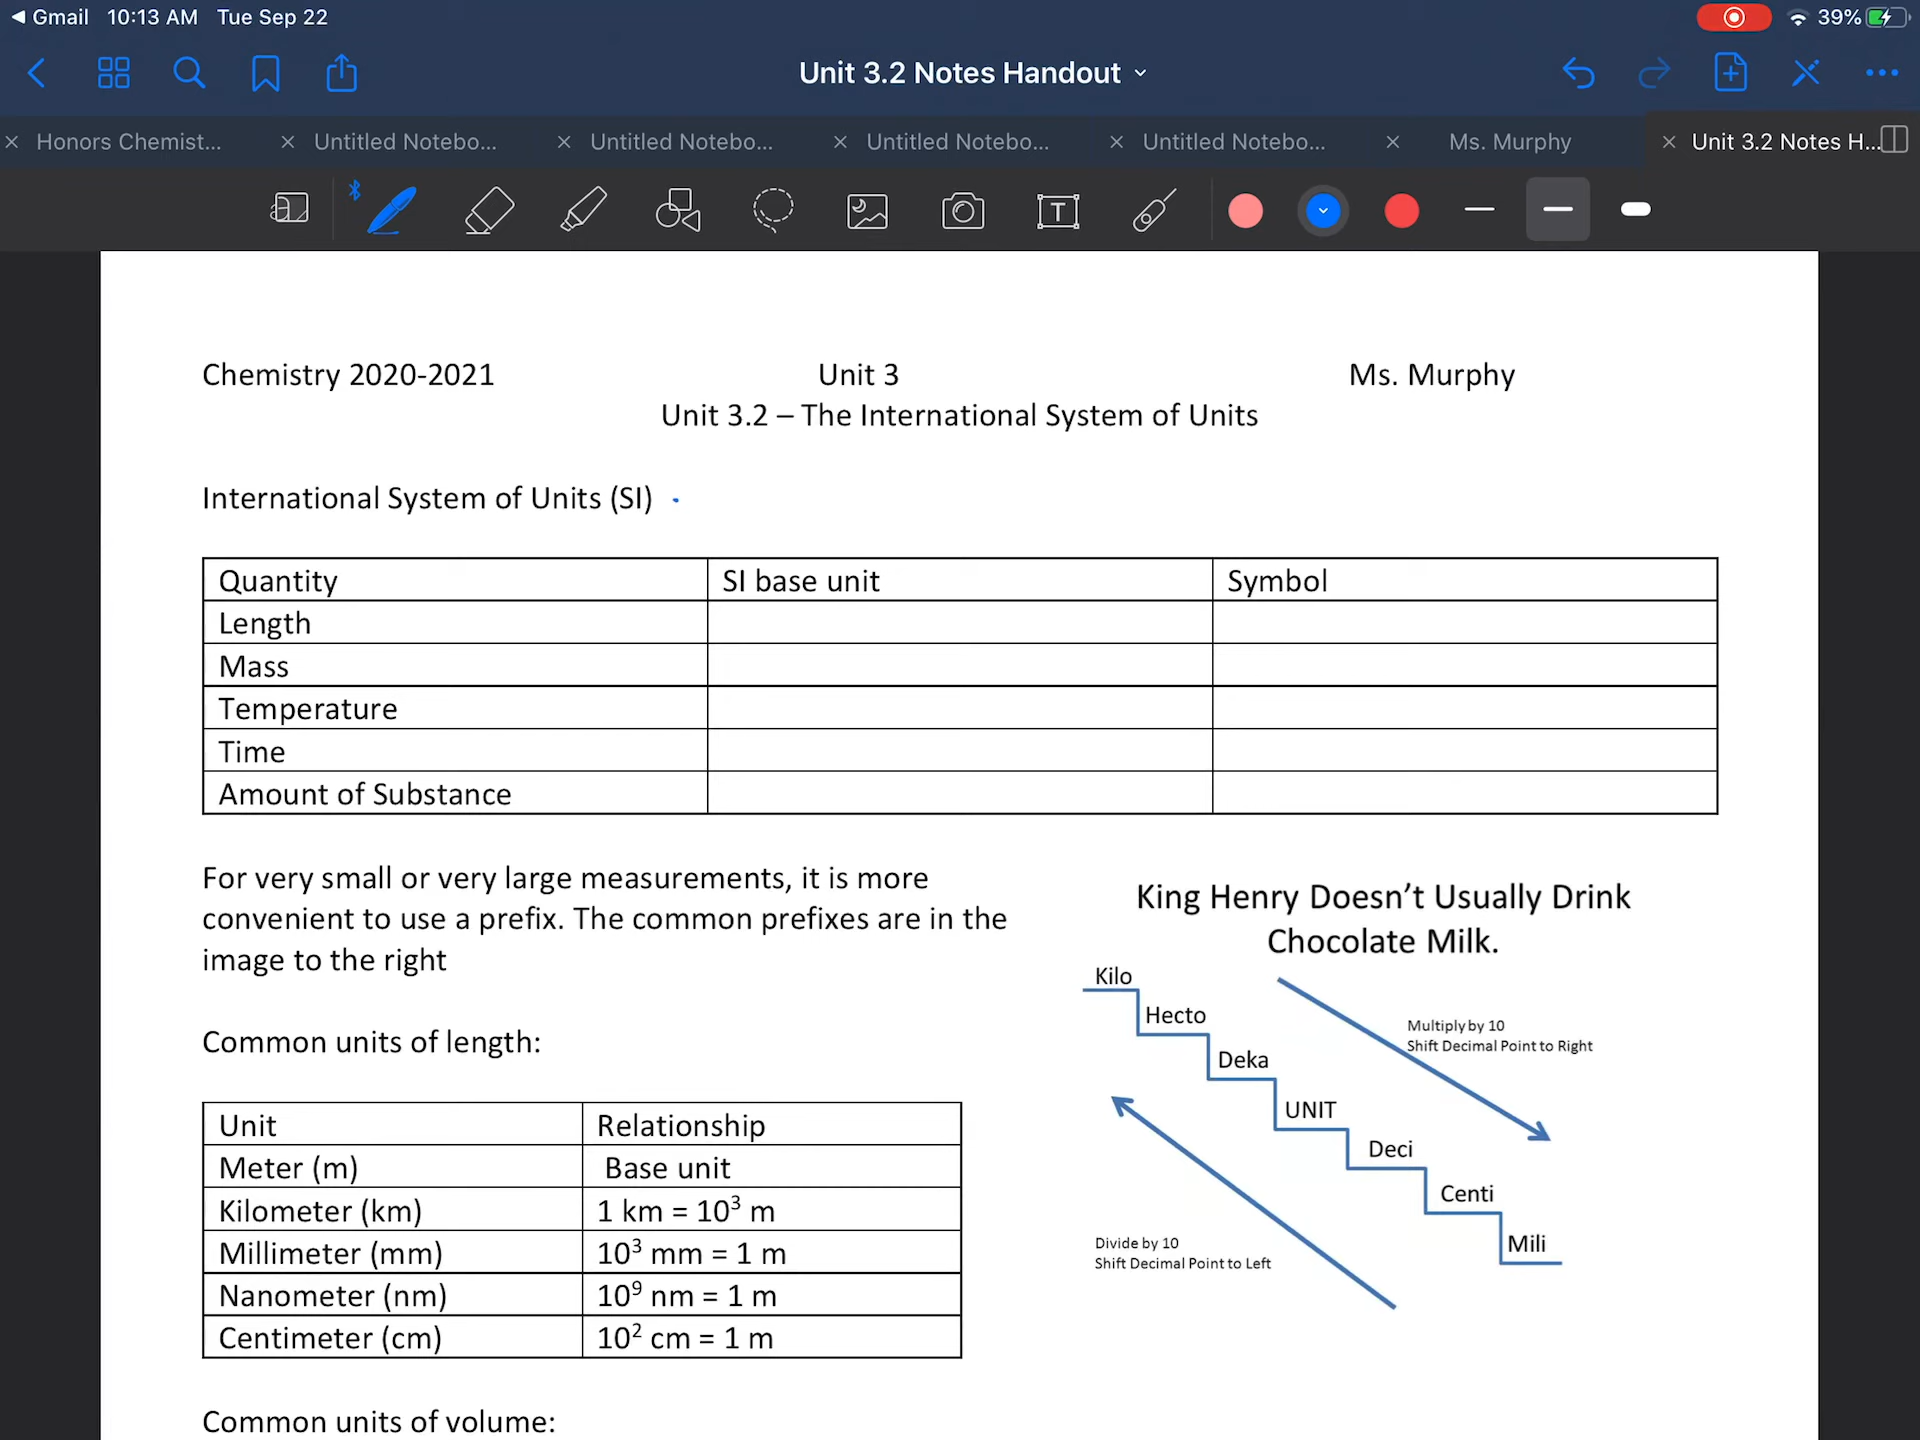 Gmail 10:13 AM Tue Sep 22 39%
Unit 3.2 Notes Handout
Honors Chemist... Untitled Notebo... Untitled Notebo... Untitled Notebo... Untitled Notebo... Ms. Murphy Unit 3.2 Notes H...
T
Chemistry 2020-2021 Unit 3 Ms. Murphy
Unit 3.2 – The International System of Units
International System of Units (SI)
Quantity SI base unit Symbol
Length
Mass
Temperature
Time
Amount of Substance
For very small or very large measurements, it is more
convenient to use a prefix. The common prefixes are in the
image to the right
Common units of length:
Unit Relationship
Meter (m) Base unit
Kilometer (km) 1 km = 10³ m
Millimeter (mm) 10³ mm = 1 m
Nanometer (nm) 10⁹ nm = 1 m
Centimeter (cm) 10² cm = 1 m
Common units of volume:
King Henry Doesn’t Usually Drink
Chocolate Milk.
Kilo
Hecto
Deka
UNIT
Deci
Centi
Mili
Multiply by 10
Shift Decimal Point to Right
Divide by 10
Shift Decimal Point to Left